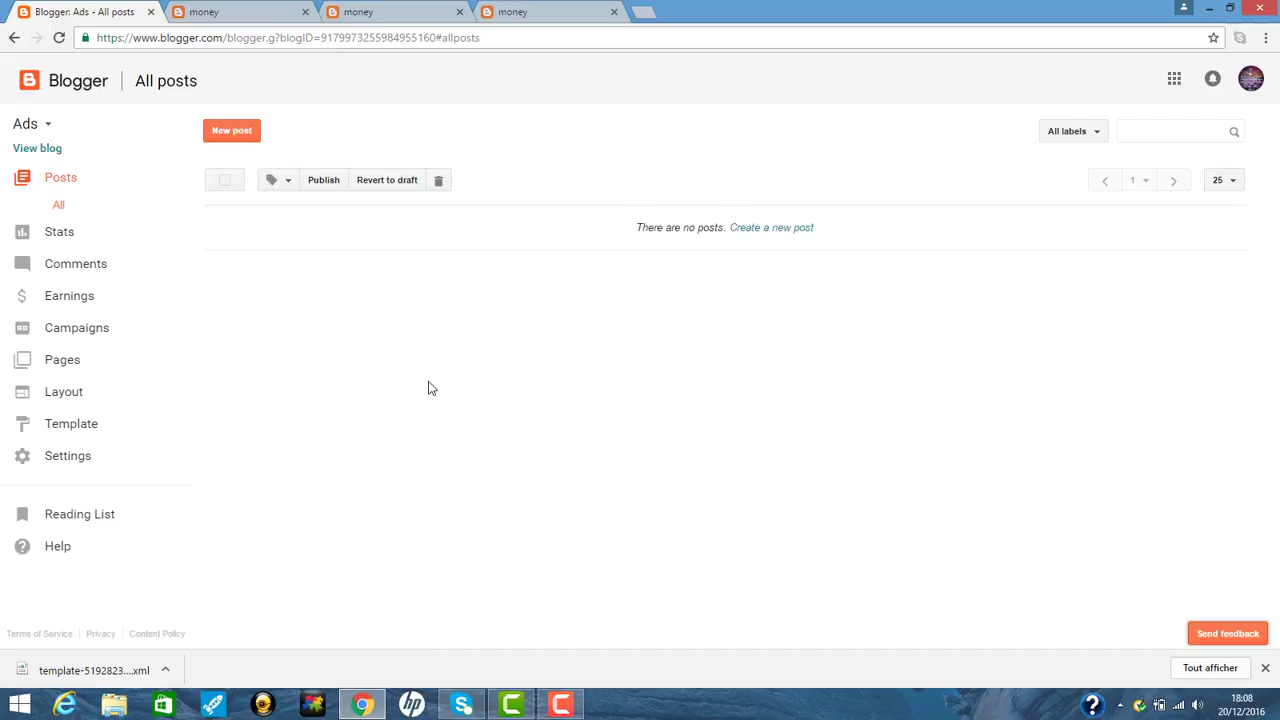 Blogger: Ads - All posts
money
money
money
https://www.blogger.com/blogger.g?blogID=9179973255984955160#allposts
Blogger
All posts
Ads
View blog
New post
All labels
Posts
Publish
Revert to draft
1
25
All
There are no posts. Create a new post
Stats
Comments
Earnings
Campaigns
Pages
Layout
Template
Settings
Reading List
Help
Terms of Service
Privacy
Content Policy
Send feedback
template-5192823....xml
Tout afficher
18:08
20/12/2016